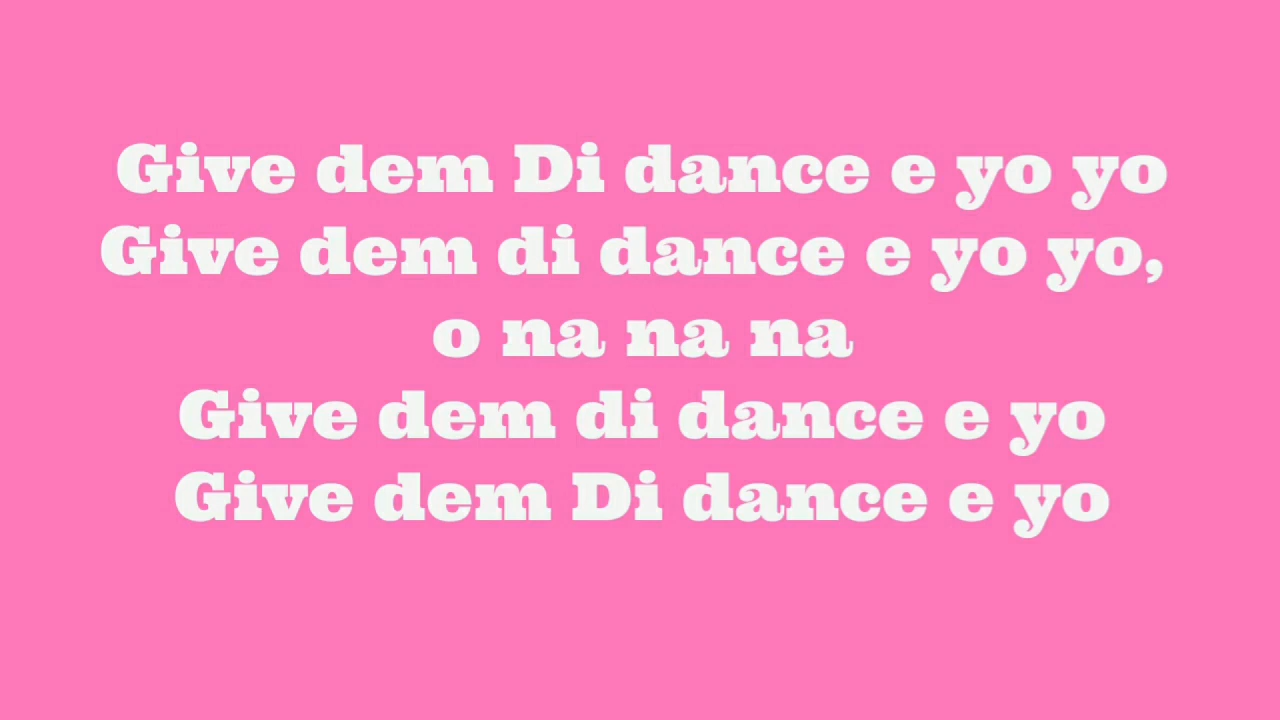 Give dem Di dance e yo yo
Give dem di dance e yo yo,
o na na na
Give dem di dance e yo
Give dem Di dance e yo